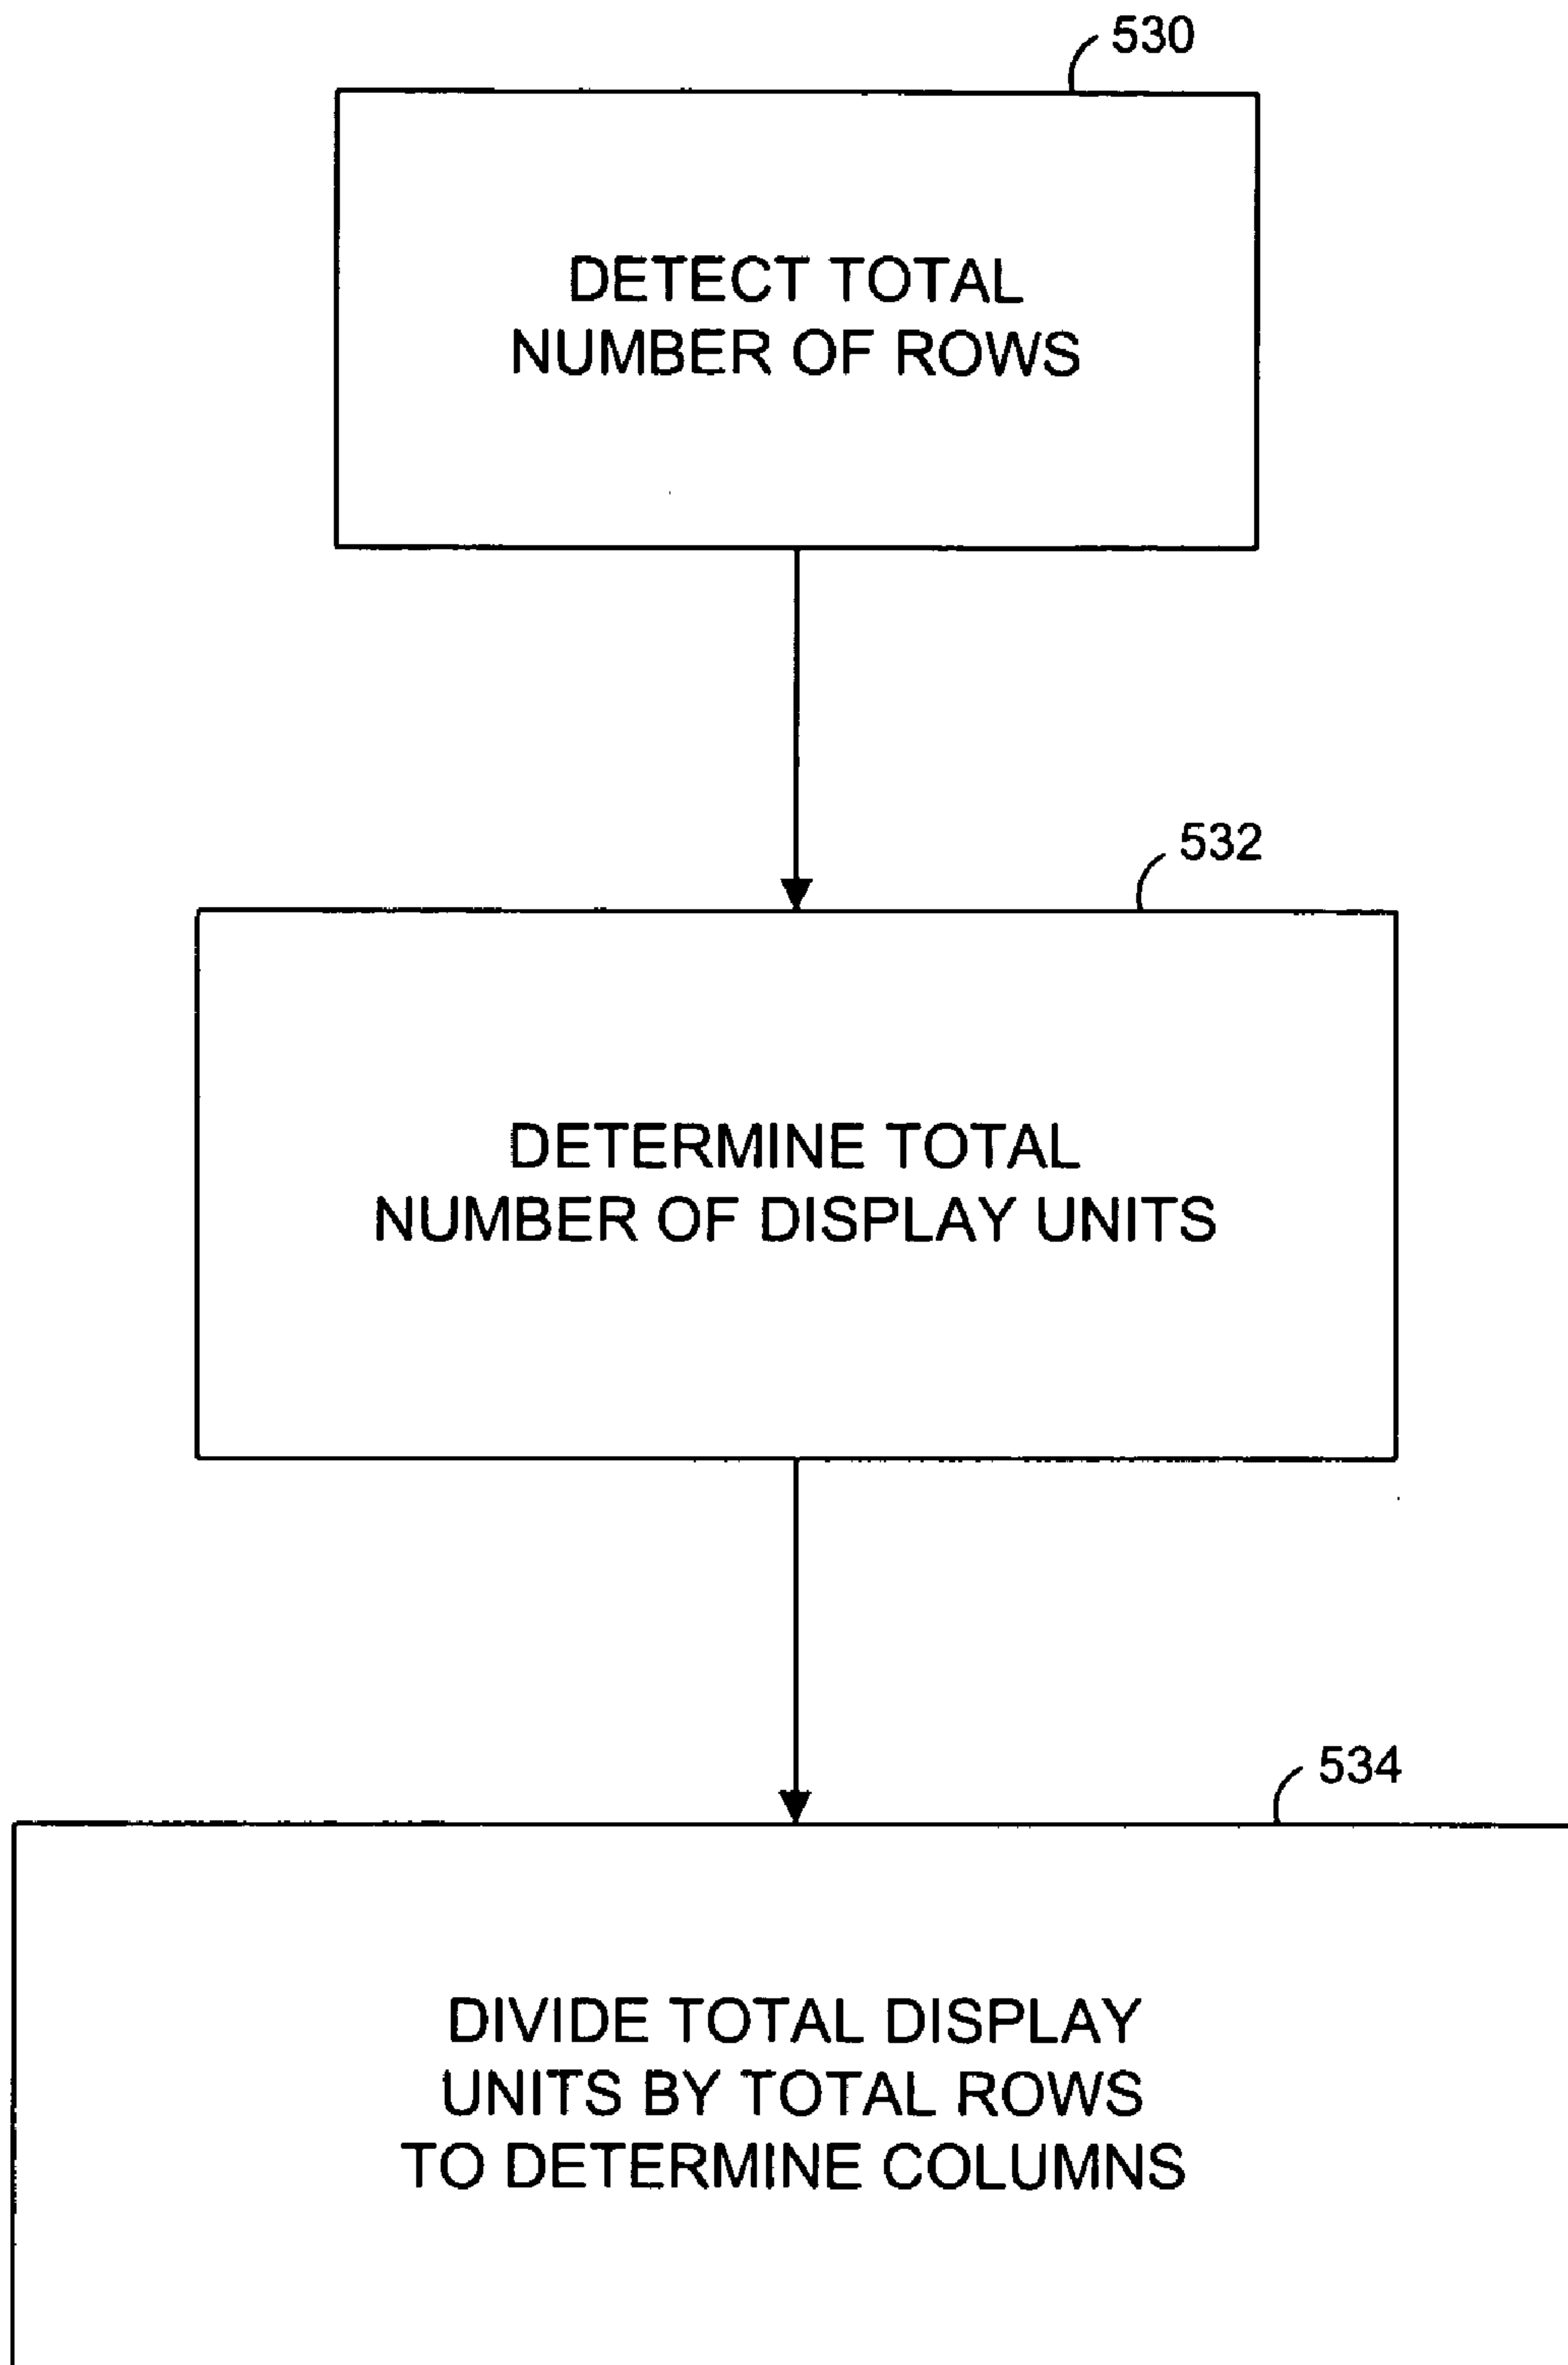 530
DETECT TOTAL
NUMBER OF ROWS
532
DETERMINE TOTAL
NUMBER OF DISPLAY UNITS
534
DIVIDE TOTAL DISPLAY
UNITS BY TOTAL ROWS
TO DETERMINE COLUMNS